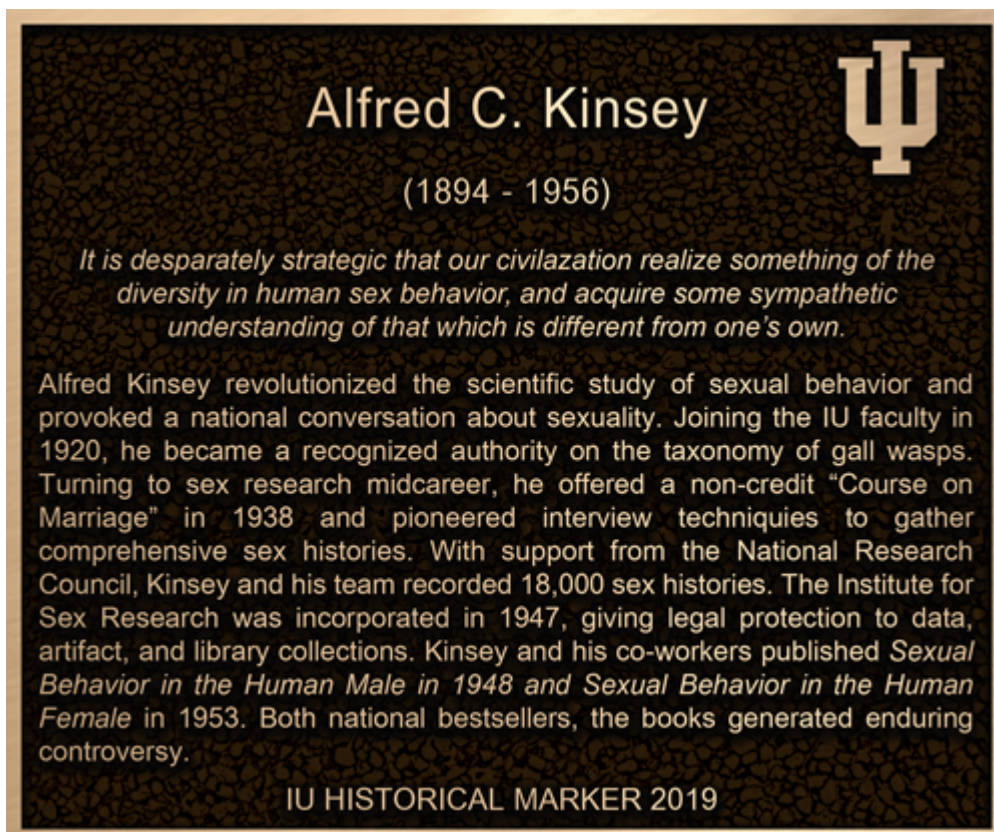 Alfred C. Kinsey
(1894 - 1956)
It is desparately strategic that our civilazation realize something of the
diversity in human sex behavior, and acquire some sympathetic
understanding of that which is different from one's own.
Alfred Kinsey revolutionized the scientific study of sexual behavior and
provoked a national conversation about sexuality. Joining the IU faculty in
1920, he became a recognized authority on the taxonomy of gall wasps.
Turning to sex research midcareer, he offered a non-credit “Course on
Marriage” in 1938 and pioneered interview techniquies to gather
comprehensive sex histories. With support from the National Research
Council, Kinsey and his team recorded 18,000 sex histories. The Institute for
Sex Research was incorporated in 1947, giving legal protection to data,
artifact, and library collections. Kinsey and his co-workers published Sexual
Behavior in the Human Male in 1948 and Sexual Behavior in the Human
Female in 1953. Both national bestsellers, the books generated enduring
controversy.
IU HISTORICAL MARKER 2019